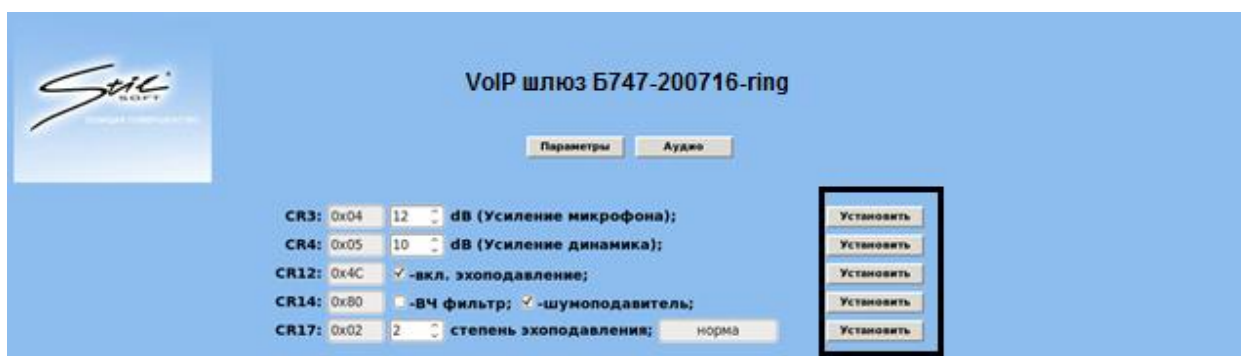 Stil
SOFT
VoIP шлюз Б747-200716-ring
Параметры Аудио
CR3: 0x04 12 dB (Усиление микрофона); Установить
CR4: 0x05 10 dB (Усиление динамика); Установить
CR12: 0x4C -вкл. эхоподавление; Установить
CR14: 0x80 -ВЧ фильтр; -шумоподавитель; Установить
CR17: 0x02 2 степень эхоподавления; норма Установить